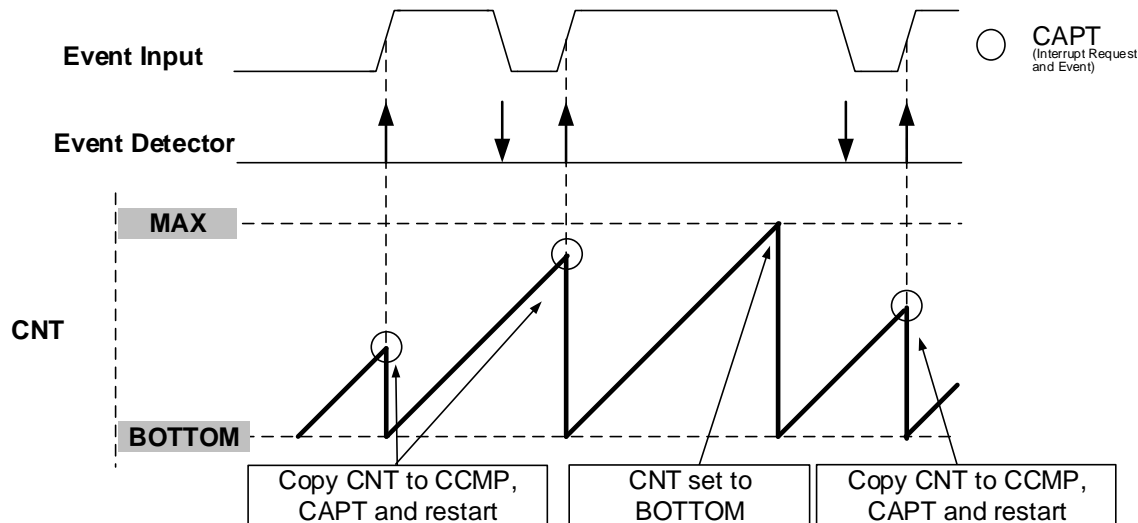 Event Input
CAPT
(Interrupt Request
and Event)
Event Detector
MAX
CNT
BOTTOM
Copy CNT to CCMP,
CAPT and restart
CNT set to
BOTTOM
Copy CNT to CCMP,
CAPT and restart